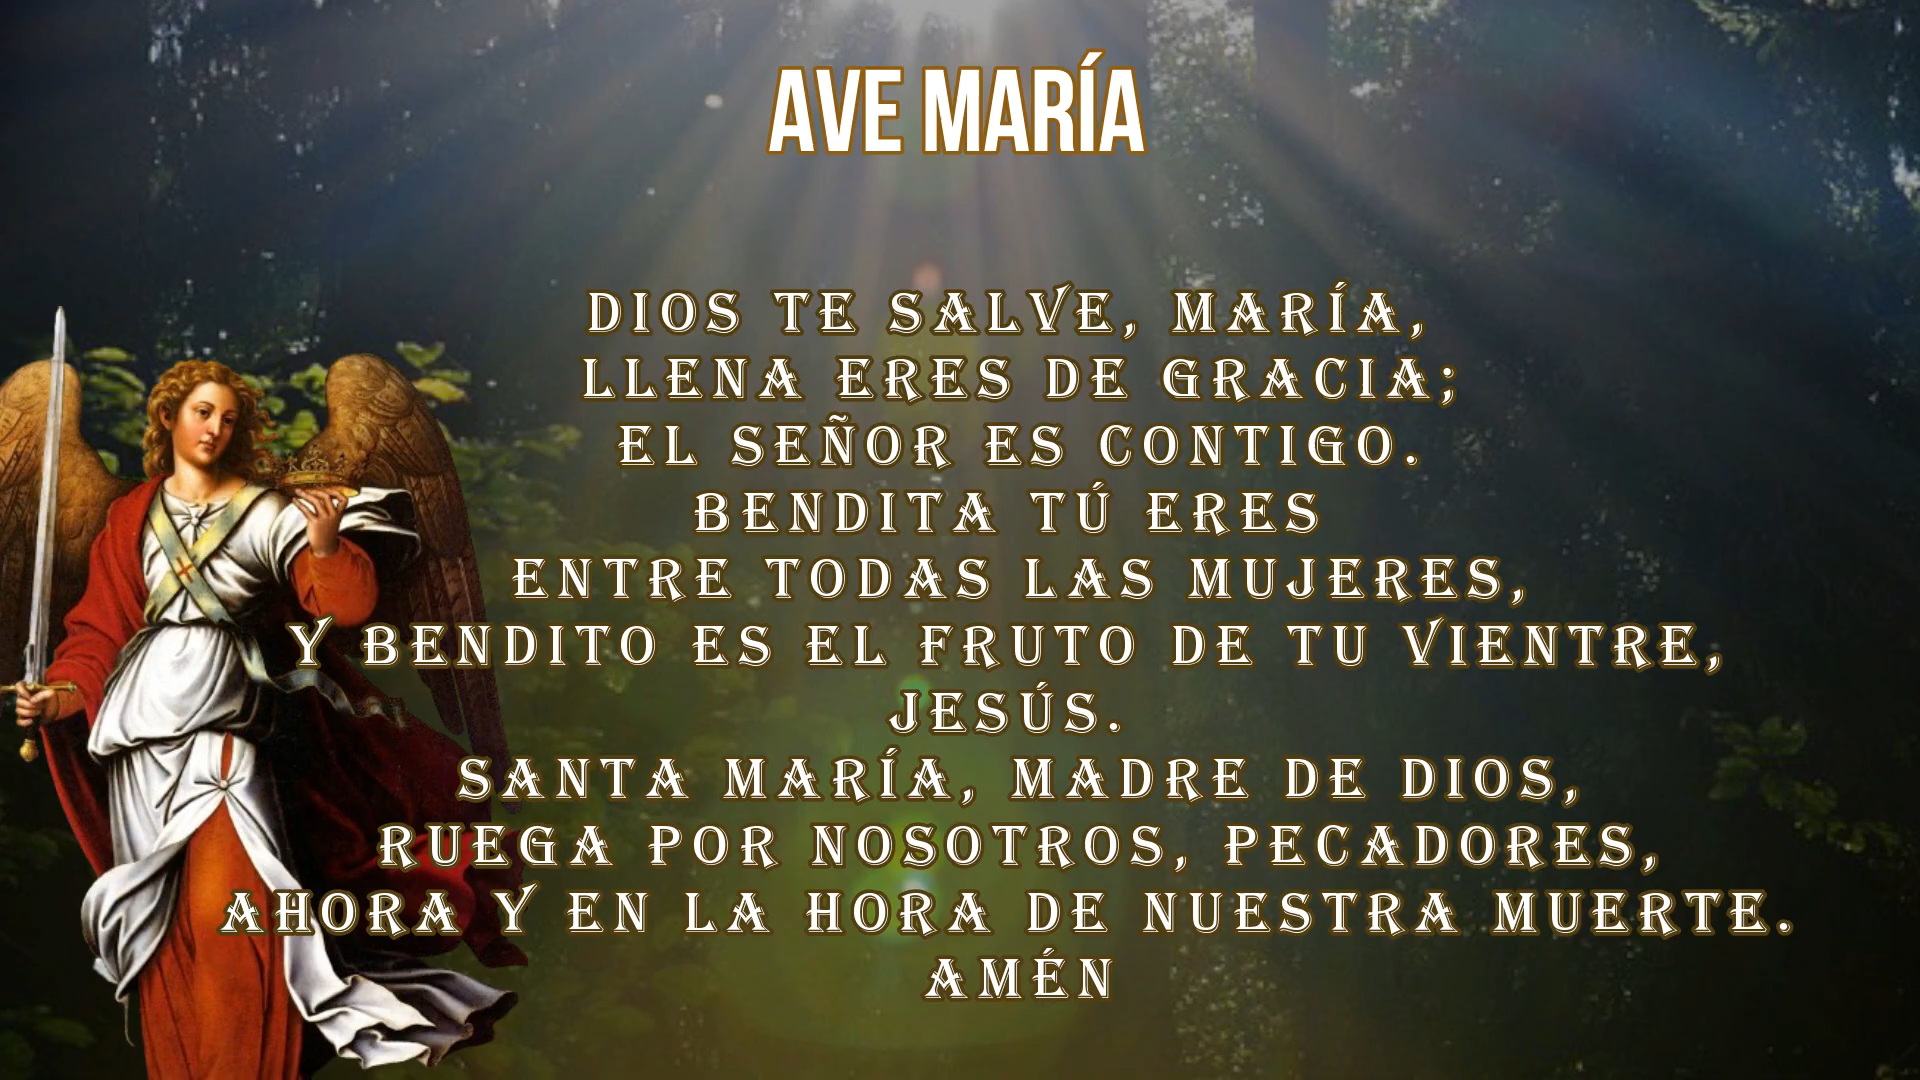 AVE MARÍA
DIOS TE SALVE, MARÍA,
LLENA ERES DE GRACIA;
EL SEÑOR ES CONTIGO.
BENDITA TÚ ERES
ENTRE TODAS LAS MUJERES,
Y BENDITO ES EL FRUTO DE TU VIENTRE,
JESÚS.
SANTA MARÍA, MADRE DE DIOS,
RUEGA POR NOSOTROS, PECADORES,
AHORA Y EN LA HORA DE NUESTRA MUERTE.
AMÉN